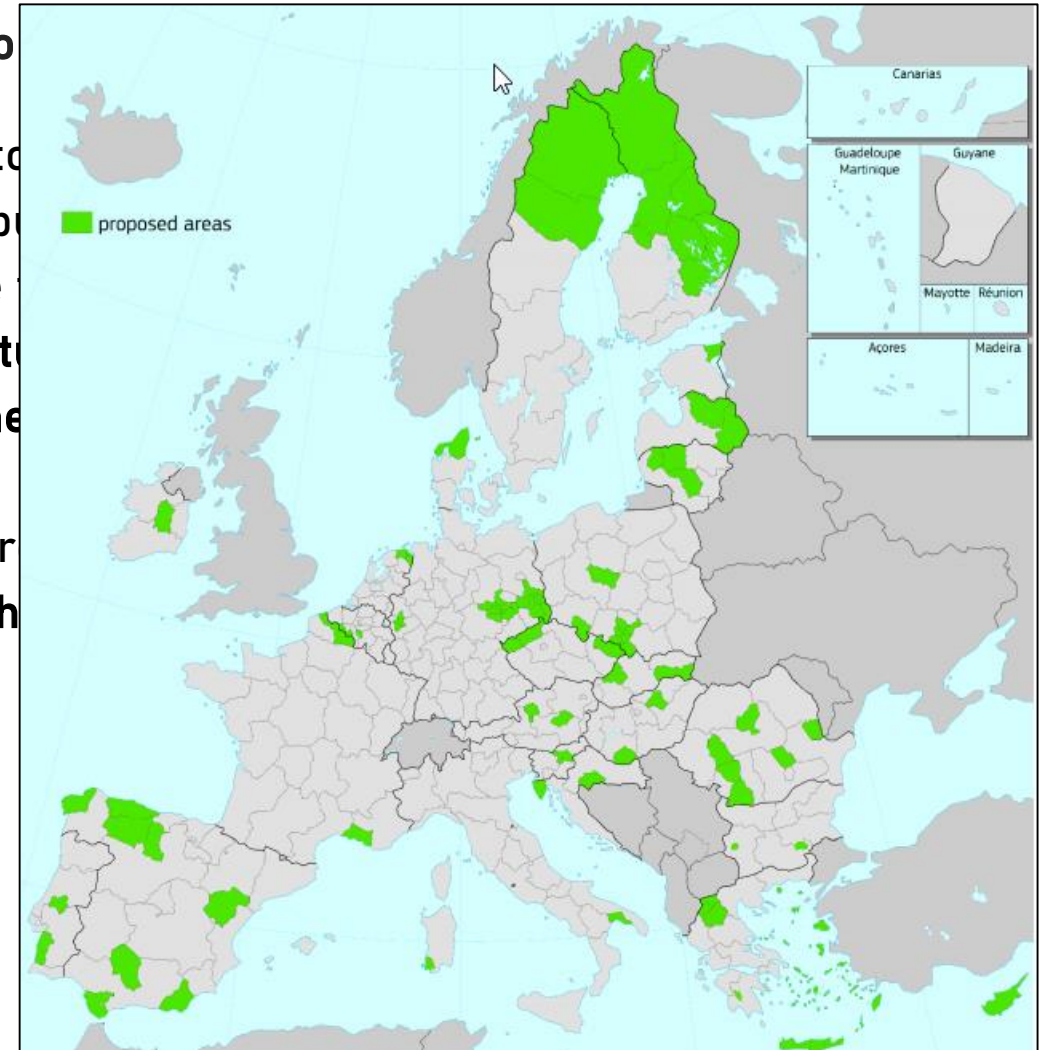 Canarias
Guadeloupe
Martinique
Guyane
proposed areas
Mayotte
Réunion
Açores
Madeira